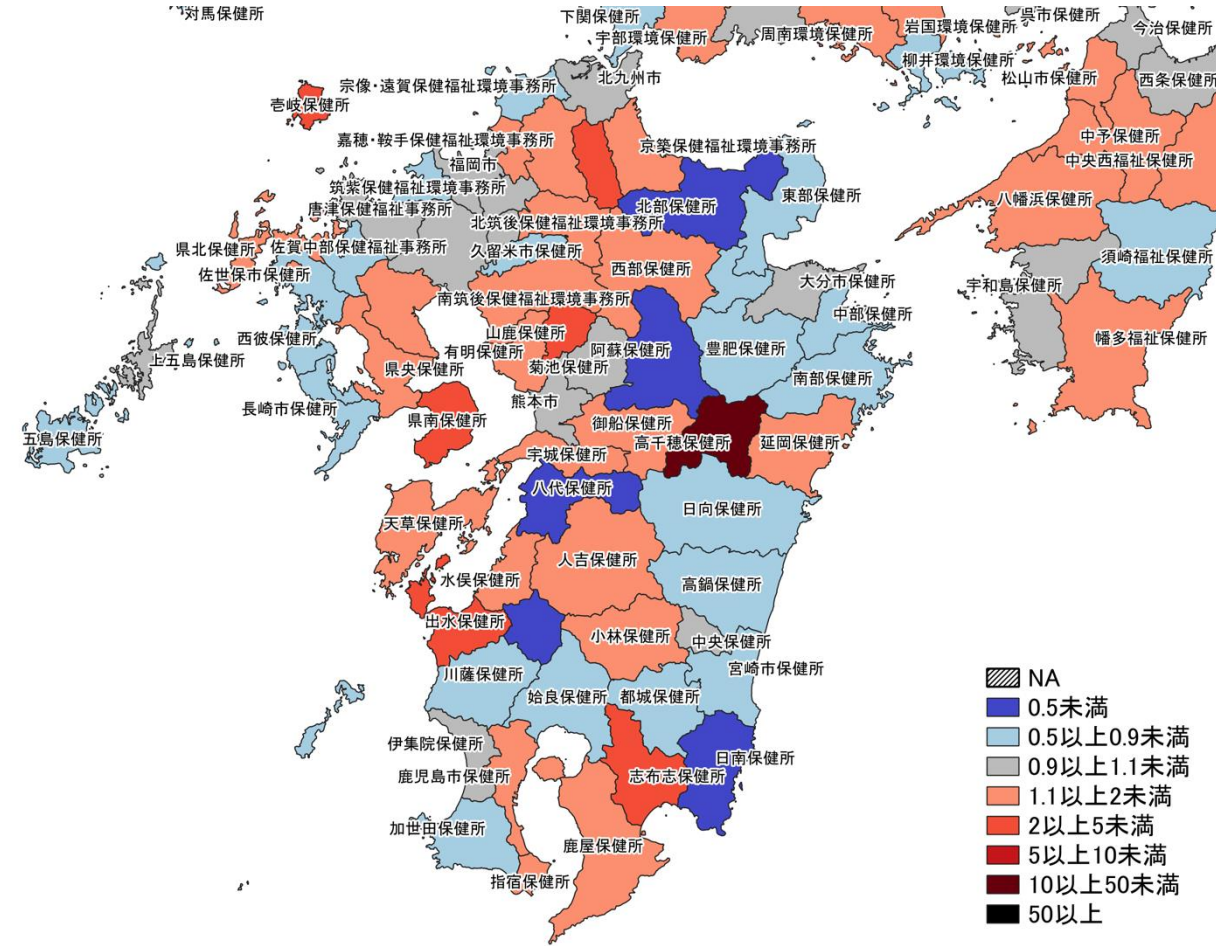 対馬保健所
下関保健所
宇部環境保健所
周南環境保健所
岩国環境保健所
呉市保健所
今治保健所
柳井環境保健所
松山市保健所
西条保健所
北九州市
宗像・遠賀保健福祉環境事務所
壱岐保健所
嘉穂・鞍手保健福祉環境事務所
京築保健福祉環境事務所
中予保健所
福岡市
中央西福祉保健所
筑紫保健福祉環境事務所
東部保健所
八幡浜保健所
唐津保健福祉事務所
北部保健所
北筑後保健福祉環境事務所
県北保健所
佐賀中部保健福祉事務所
久留米市保健所
須崎福祉保健所
佐世保市保健所
西部保健所
大分市保健所
宇和島保健所
南筑後保健福祉環境事務所
中部保健所
山鹿保健所
西彼保健所
幡多福祉保健所
有明保健所
阿蘇保健所
豊肥保健所
上五島保健所
菊池保健所
県央保健所
南部保健所
熊本市
長崎市保健所
県南保健所
御船保健所
五島保健所
高千穂保健所
延岡保健所
宇城保健所
八代保健所
日向保健所
天草保健所
人吉保健所
水俣保健所
高鍋保健所
出水保健所
小林保健所
中央保健所
宮崎市保健所
川薩保健所
姶良保健所
都城保健所
伊集院保健所
日南保健所
鹿児島市保健所
志布志保健所
加世田保健所
鹿屋保健所
指宿保健所
NA
0.5未満
0.5以上0.9未満
0.9以上1.1未満
1.1以上2未満
2以上5未満
5以上10未満
10以上50未満
50以上